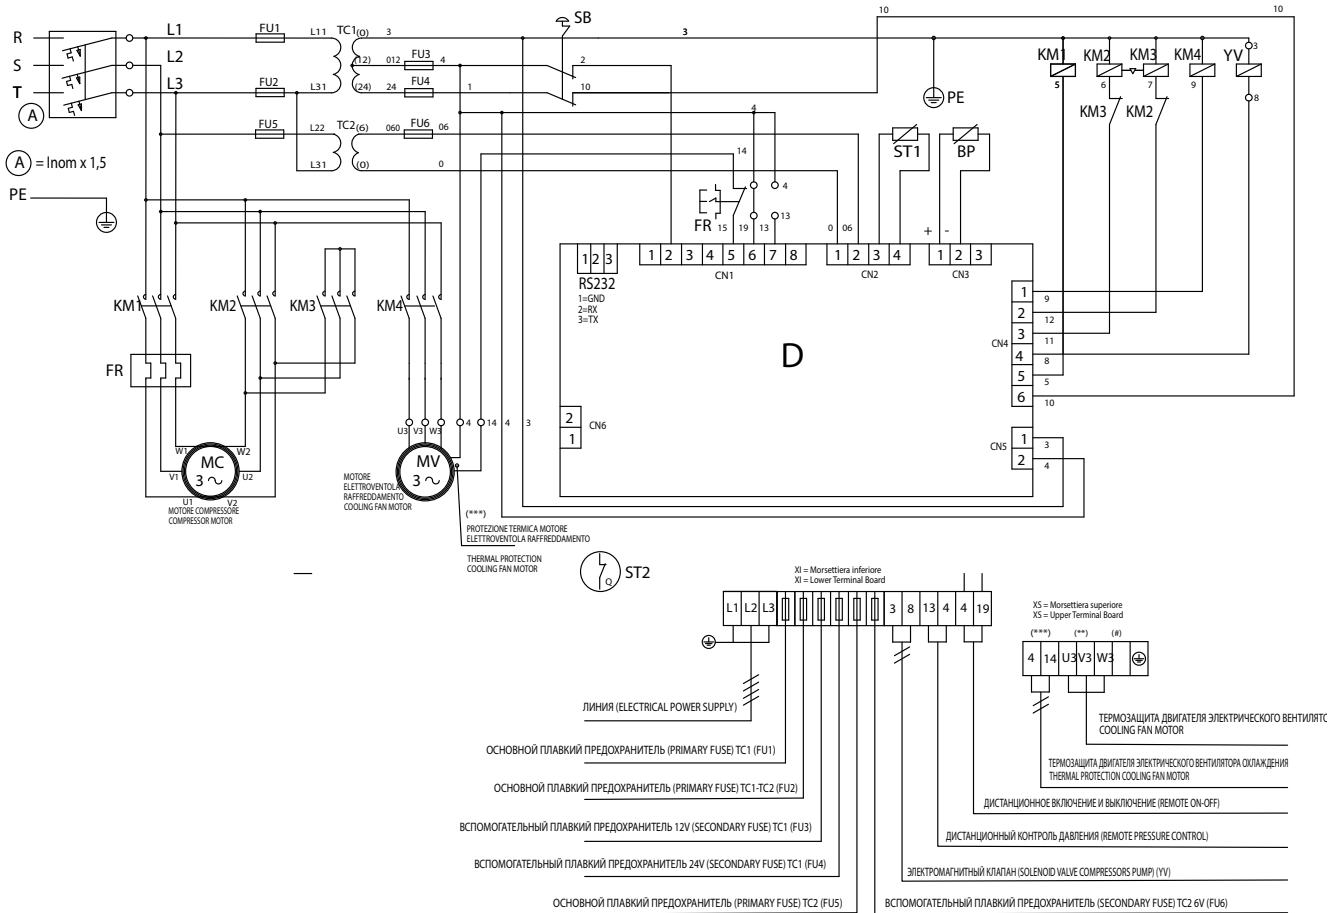 R
S
T
A
A = Inom x 1,5
PE
L1
L2
L3
FU1
FU2
FU5
L11
L31
L22
L31
TC1 (0)
(12)
(24)
TC2 (6)
(0)
3
012
FU3
4
24
FU4
1
060
FU6
06
0
SB
2
10
3
10
10
PE
KM1
5
KM2
6
KM3
7
KM4
9
YV
3
8
KM3
KM2
4
14
4
13
FR
15
19
13
0
06
ST1
BP
+
-
1 2 3
RS232
1=GND
2=RX
3=TX
1 2 3 4 5 6 7 8
CN1
1 2 3 4
CN2
1 2 3
CN3
D
CN4
1
9
2
12
3
11
4
8
5
5
6
10
CN5
1
3
2
4
2
1
CN6
KM1
KM2
KM3
KM4
FR
W1
W2
V1
U2
U1
V2
MC
3 ~
MOTORE COMPRESSORE
COMPRESSOR MOTOR
U3 V3 W3
4
14
4
3
MV
3 ~
MOTORE
ELETTROVENTOLA
RAFFREDDAMENTO
COOLING FAN MOTOR
(***)
PROTEZIONE TERMICA MOTORE
ELETTROVENTOLA RAFFREDDAMENTO
THERMAL PROTECTION
COOLING FAN MOTOR
Q
ST2
XI = Morsettiera inferiore
XI = Lower Terminal Board
L1 L2 L3
3 8 13 4 4 19
XS = Morsettiera superiore
XS = Upper Terminal Board
(***) (**) (#)
4 14 U3 V3 W3
ЛИНИЯ (ELECTRICAL POWER SUPPLY)
ОСНОВНОЙ ПЛАВКИЙ ПРЕДОХРАНИТЕЛЬ (PRIMARY FUSE) TC1 (FU1)
ОСНОВНОЙ ПЛАВКИЙ ПРЕДОХРАНИТЕЛЬ (PRIMARY FUSE) TC1-TC2 (FU2)
ВСПОМОГАТЕЛЬНЫЙ ПЛАВКИЙ ПРЕДОХРАНИТЕЛЬ 12V (SECONDARY FUSE) TC1 (FU3)
ВСПОМОГАТЕЛЬНЫЙ ПЛАВКИЙ ПРЕДОХРАНИТЕЛЬ 24V (SECONDARY FUSE) TC1 (FU4)
ОСНОВНОЙ ПЛАВКИЙ ПРЕДОХРАНИТЕЛЬ (PRIMARY FUSE) TC2 (FU5)
ТЕРМОЗАЩИТА ДВИГАТЕЛЯ ЭЛЕКТРИЧЕСКОГО ВЕНТИЛЯТО
COOLING FAN MOTOR
ТЕРМОЗАЩИТА ДВИГАТЕЛЯ ЭЛЕКТРИЧЕСКОГО ВЕНТИЛЯТОРА ОХЛАЖДЕНИЯ
THERMAL PROTECTION COOLING FAN MOTOR
ДИСТАНЦИОННОЕ ВКЛЮЧЕНИЕ И ВЫКЛЮЧЕНИЕ (REMOTE ON-OFF)
ДИСТАНЦИОННЫЙ КОНТРОЛЬ ДАВЛЕНИЯ (REMOTE PRESSURE CONTROL)
ЭЛЕКТРОМАГНИТНЫЙ КЛАПАН (SOLENOID VALVE COMPRESSORS PUMP) (YV)
ВСПОМОГАТЕЛЬНЫЙ ПЛАВКИЙ ПРЕДОХРАНИТЕЛЬ (SECONDARY FUSE) TC2 6V (FU6)